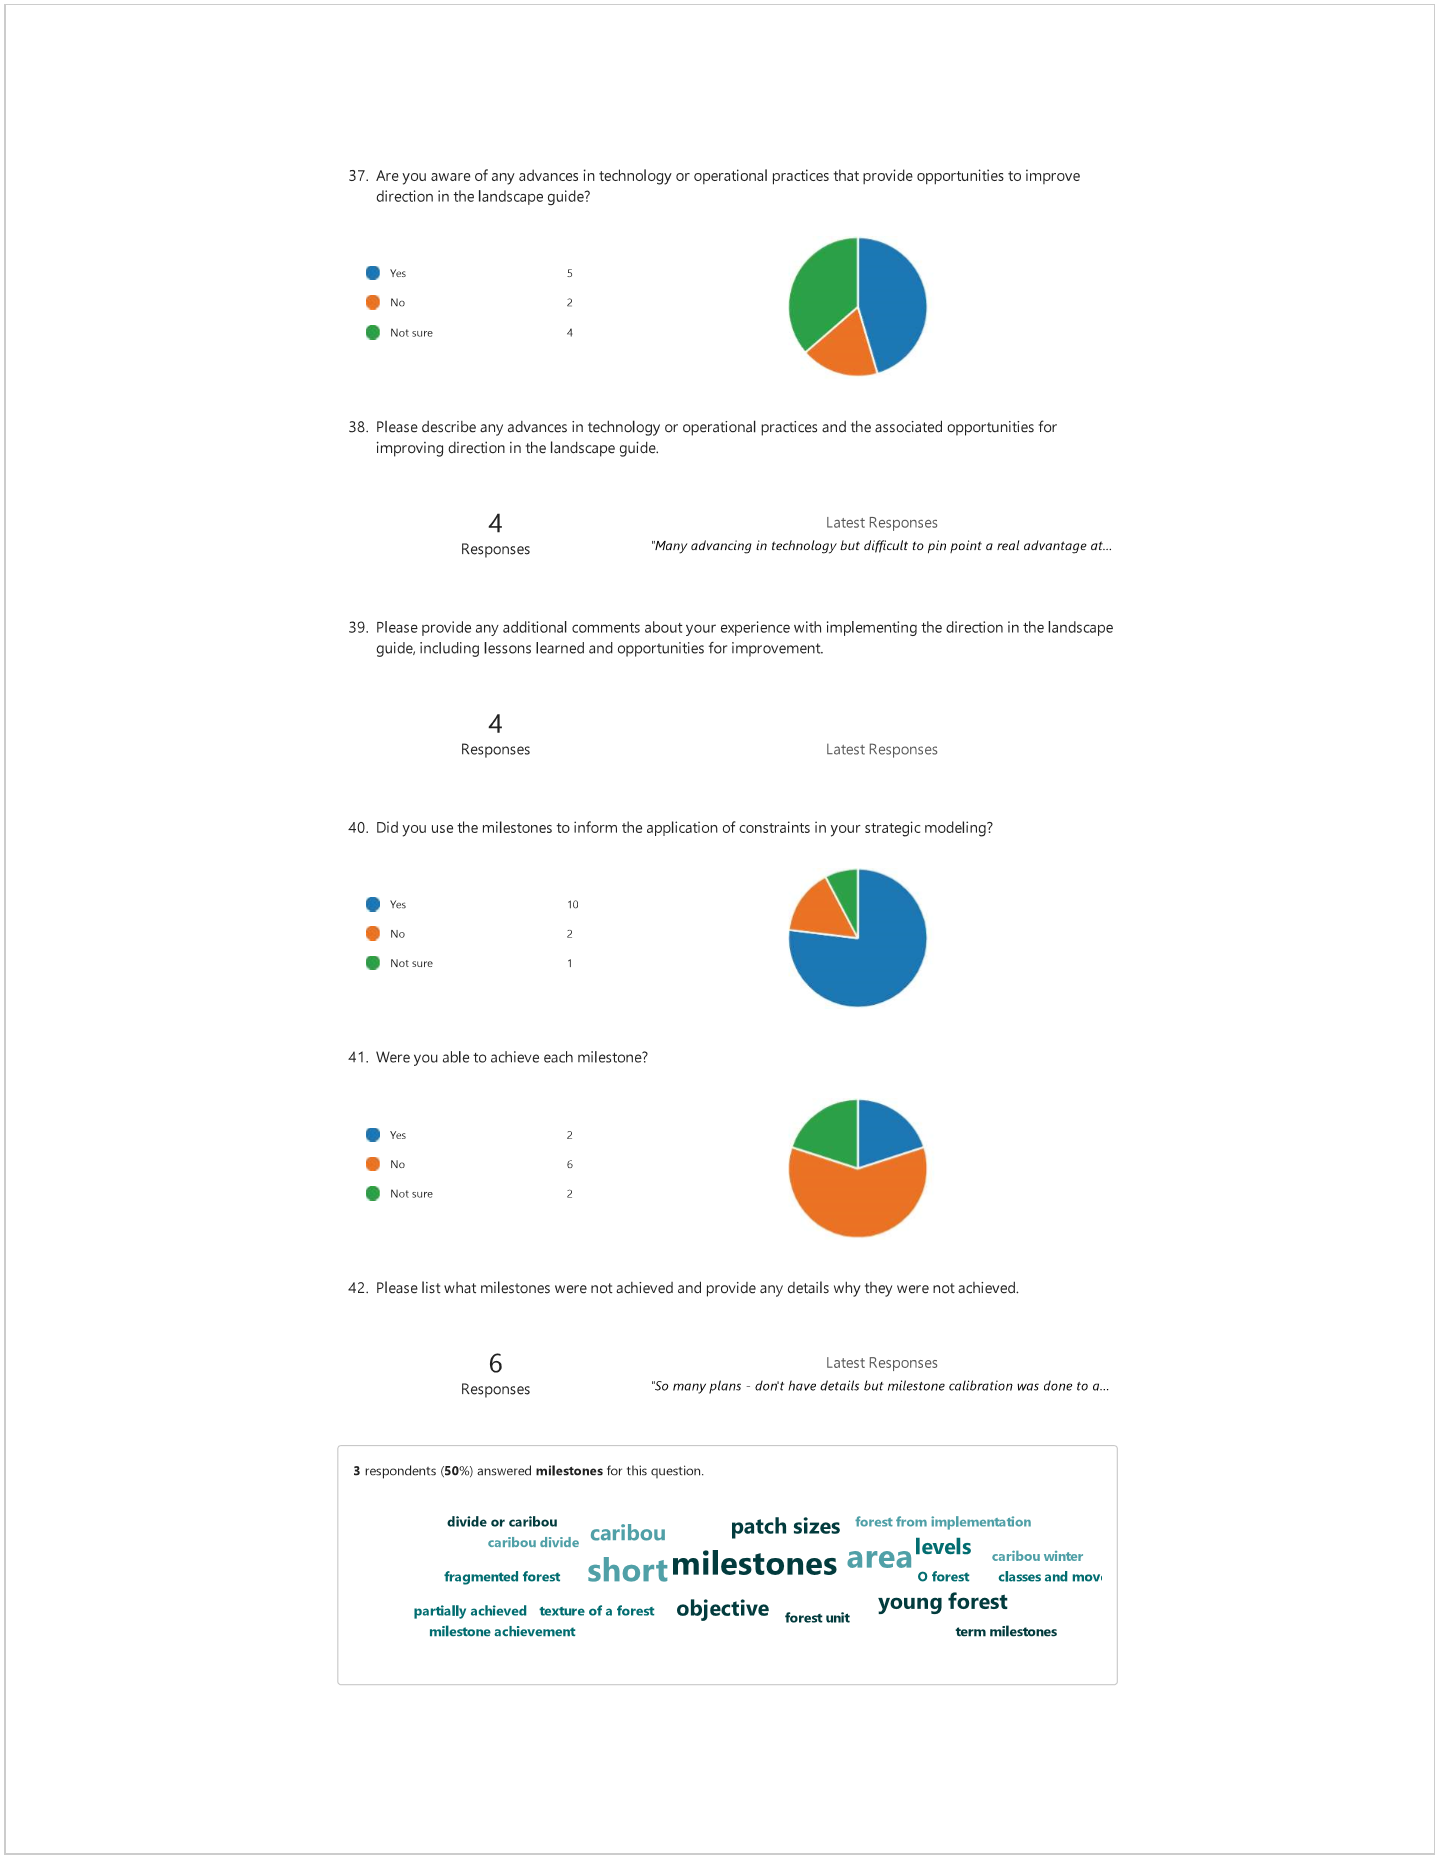 37. Are you aware of any advances in technology or operational practices that provide opportunities to improve
direction in the landscape guide?
Yes 5
No 2
Not sure 4
38. Please describe any advances in technology or operational practices and the associated opportunities for
improving direction in the landscape guide.
4
Responses
Latest Responses
"Many advancing in technology but difficult to pin point a real advantage at...
39. Please provide any additional comments about your experience with implementing the direction in the landscape
guide, including lessons learned and opportunities for improvement.
4
Responses
Latest Responses
40. Did you use the milestones to inform the application of constraints in your strategic modeling?
Yes 10
No 2
Not sure 1
41. Were you able to achieve each milestone?
Yes 2
No 6
Not sure 2
42. Please list what milestones were not achieved and provide any details why they were not achieved.
6
Responses
Latest Responses
"So many plans - don't have details but milestone calibration was done to a...
3 respondents (50%) answered milestones for this question.
divide or caribou
caribou divide
caribou
patch sizes
forest from implementation
levels
caribou winter
short
milestones
area
fragmented forest
O forest
classes and mov
partially achieved
texture of a forest
objective
forest unit
young forest
milestone achievement
term milestones